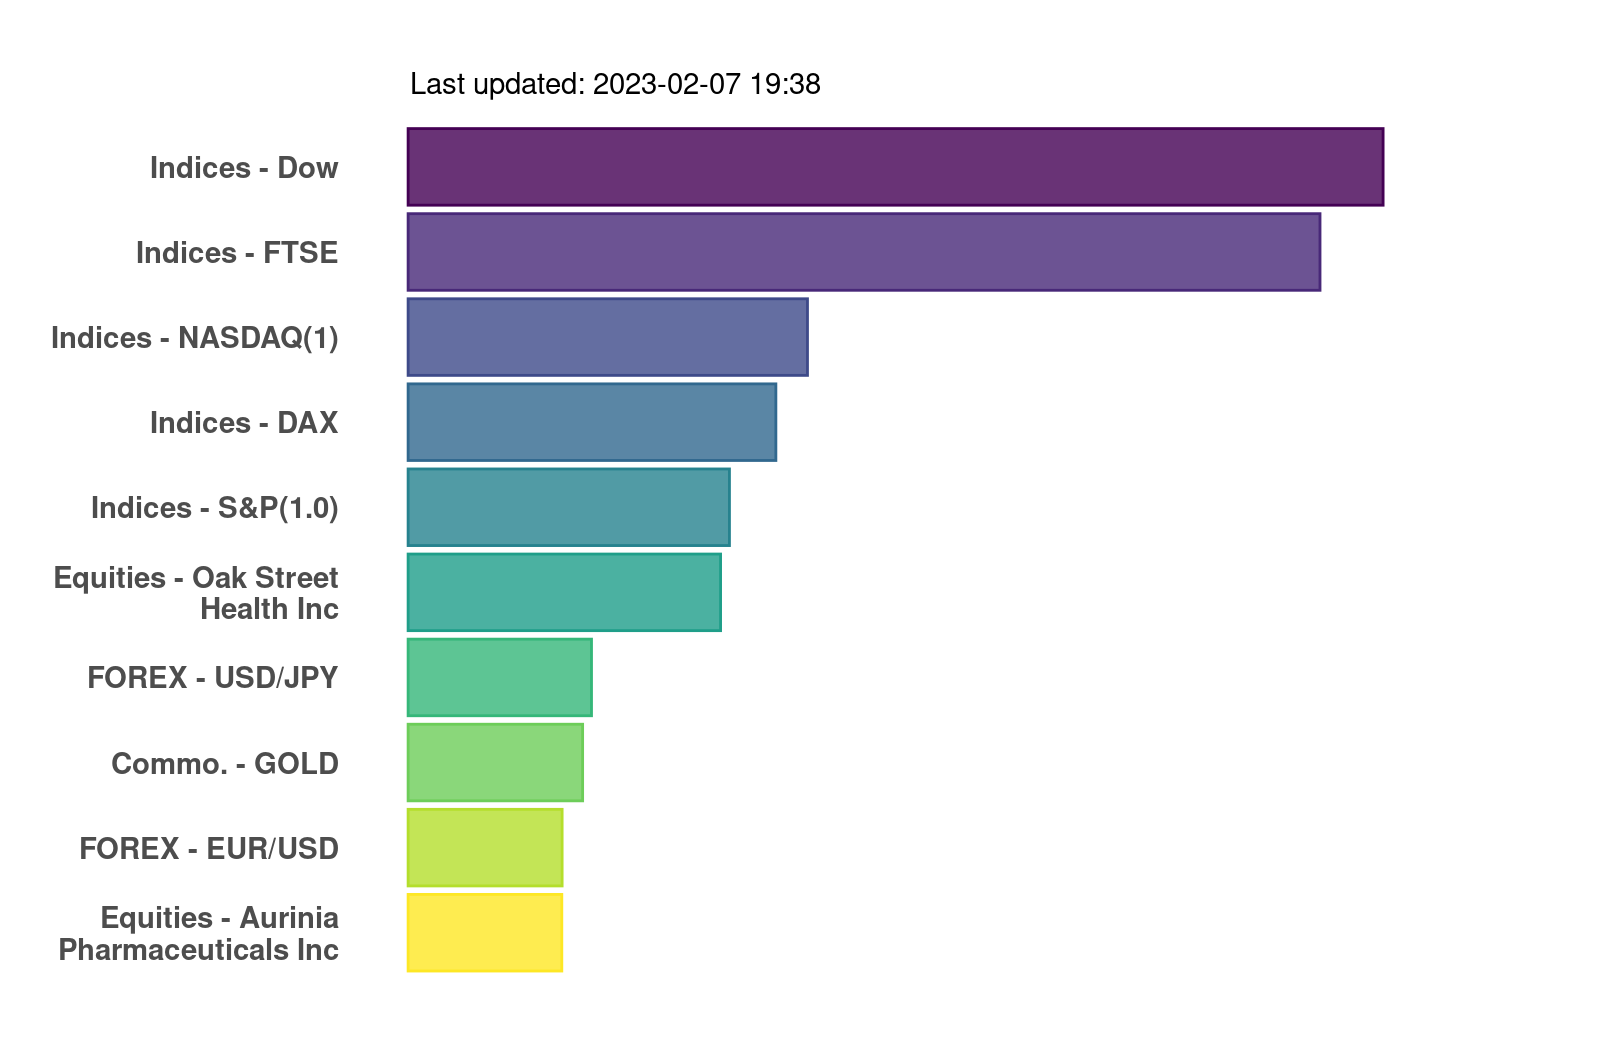 Last updated: 2023-02-07 19:38
Indices - Dow
Indices - FTSE
Indices - NASDAQ(1)
Indices - DAX
Indices - S&P(1.0)
Equities - Oak Street
Health Inc
FOREX - USD/JPY
Commo. - GOLD
FOREX - EUR/USD
Equities - Aurinia
Pharmaceuticals Inc